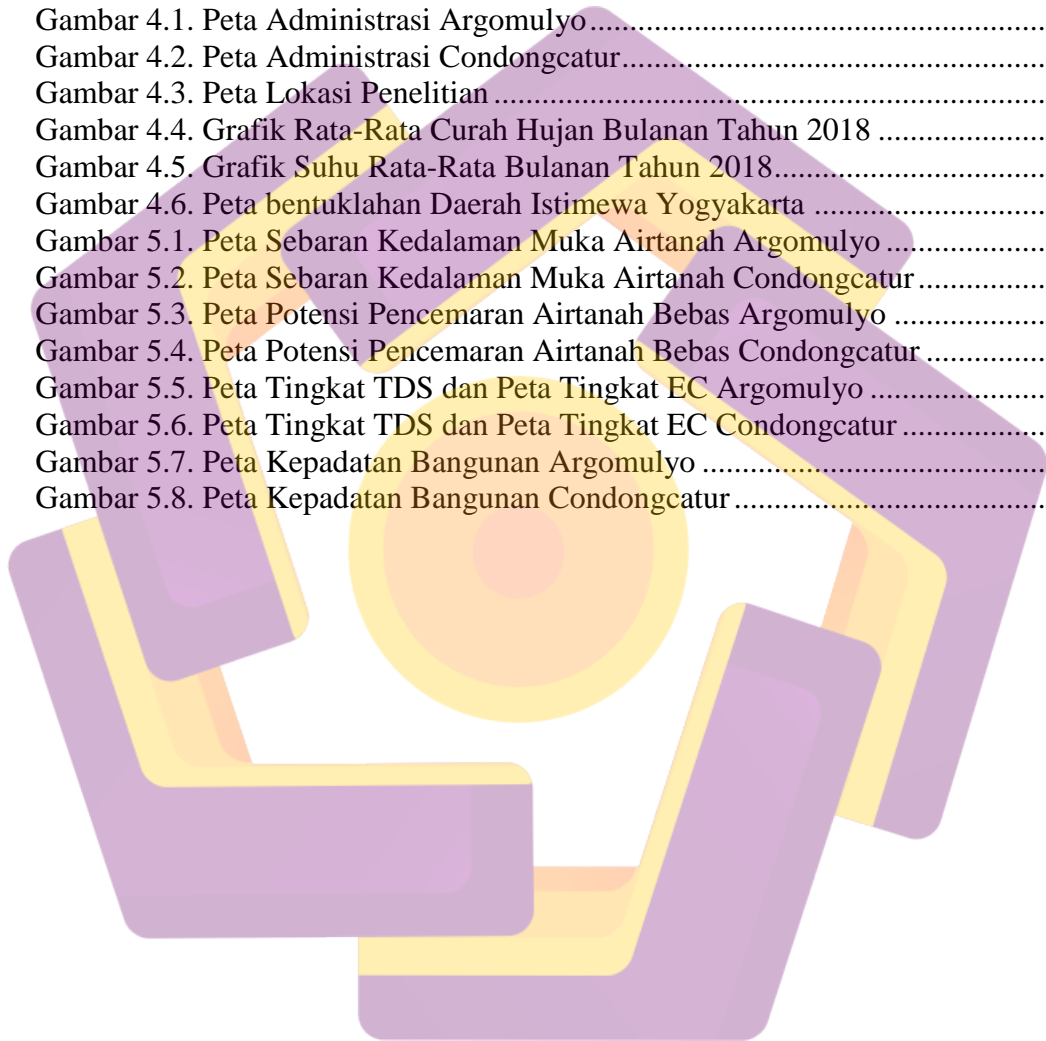 Gambar 4.1. Peta Administrasi Argomulyo.......................................................................
Gambar 4.2. Peta Administrasi Condongcatur.................................................................
Gambar 4.3. Peta Lokasi Penelitian ..................................................................................
Gambar 4.4. Grafik Rata-Rata Curah Hujan Bulanan Tahun 2018 .........................
Gambar 4.5. Grafik Suhu Rata-Rata Bulanan Tahun 2018..........................................
Gambar 4.6. Peta bentuklahan Daerah Istimewa Yogyakarta ...................................
Gambar 5.1. Peta Sebaran Kedalaman Muka Airtanah Argomulyo ........................
Gambar 5.2. Peta Sebaran Kedalaman Muka Airtanah Condongcatur...................
Gambar 5.3. Peta Potensi Pencemaran Airtanah Bebas Argomulyo .......................
Gambar 5.4. Peta Potensi Pencemaran Airtanah Bebas Condongcatur...................
Gambar 5.5. Peta Tingkat TDS dan Peta Tingkat EC Argomulyo ..........................
Gambar 5.6. Peta Tingkat TDS dan Peta Tingkat EC Condongcatur .....................
Gambar 5.7. Peta Kepadatan Bangunan Argomulyo ....................................................
Gambar 5.8. Peta Kepadatan Bangunan Condongcatur ...............................................